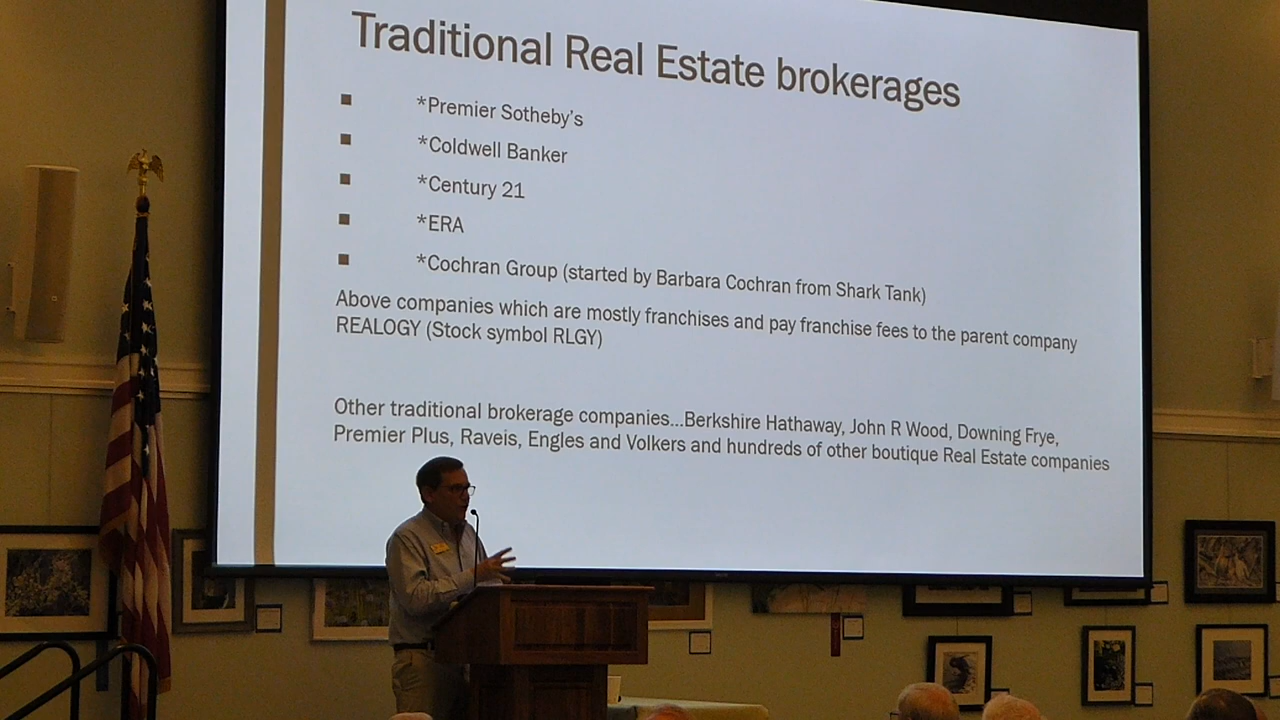 Traditional Real Estate brokerages
*Premier Sotheby's
*Coldwell Banker
*Century 21
*ERA
*Cochran Group (started by Barbara Cochran from Shark Tank)
Above companies which are mostly franchises and pay franchise fees to the parent company
REALOGY (Stock symbol RLGY)
Other traditional brokerage companies...Berkshire Hathaway, John R Wood, Downing Frye,
Premier Plus, Raveis, Engles and Volkers and hundreds of other boutique Real Estate companies